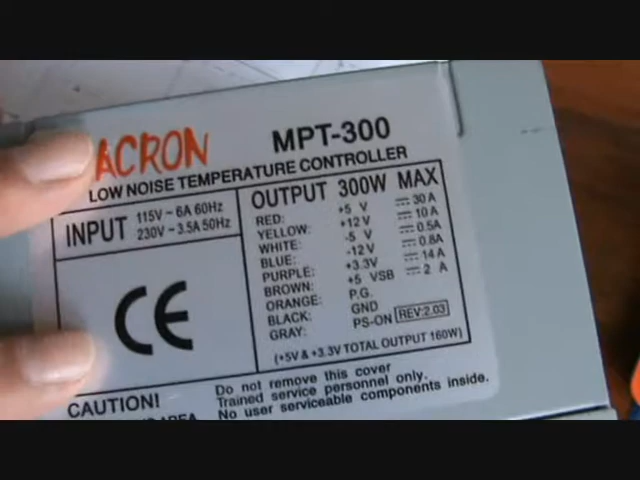 ACRON MPT-300
LOW NOISE TEMPERATURE CONTROLLER
INPUT 115V ~ 6A 60Hz
230V ~ 3.5A 50Hz
OUTPUT 300W MAX
RED: +5 V 30 A
YELLOW: +12 V 10 A
WHITE: -5 V 0.5A
BLUE: -12 V 0.8A
PURPLE: +3.3V 14 A
BROWN: +5 VSB 2 A
ORANGE: P.G.
BLACK: GND
GRAY: PS-ON REV:2.03
(+5V & +3.3V TOTAL OUTPUT 160W)
CE
CAUTION! Do not remove this cover
Trained service personnel only.
AREA No user serviceable components inside.